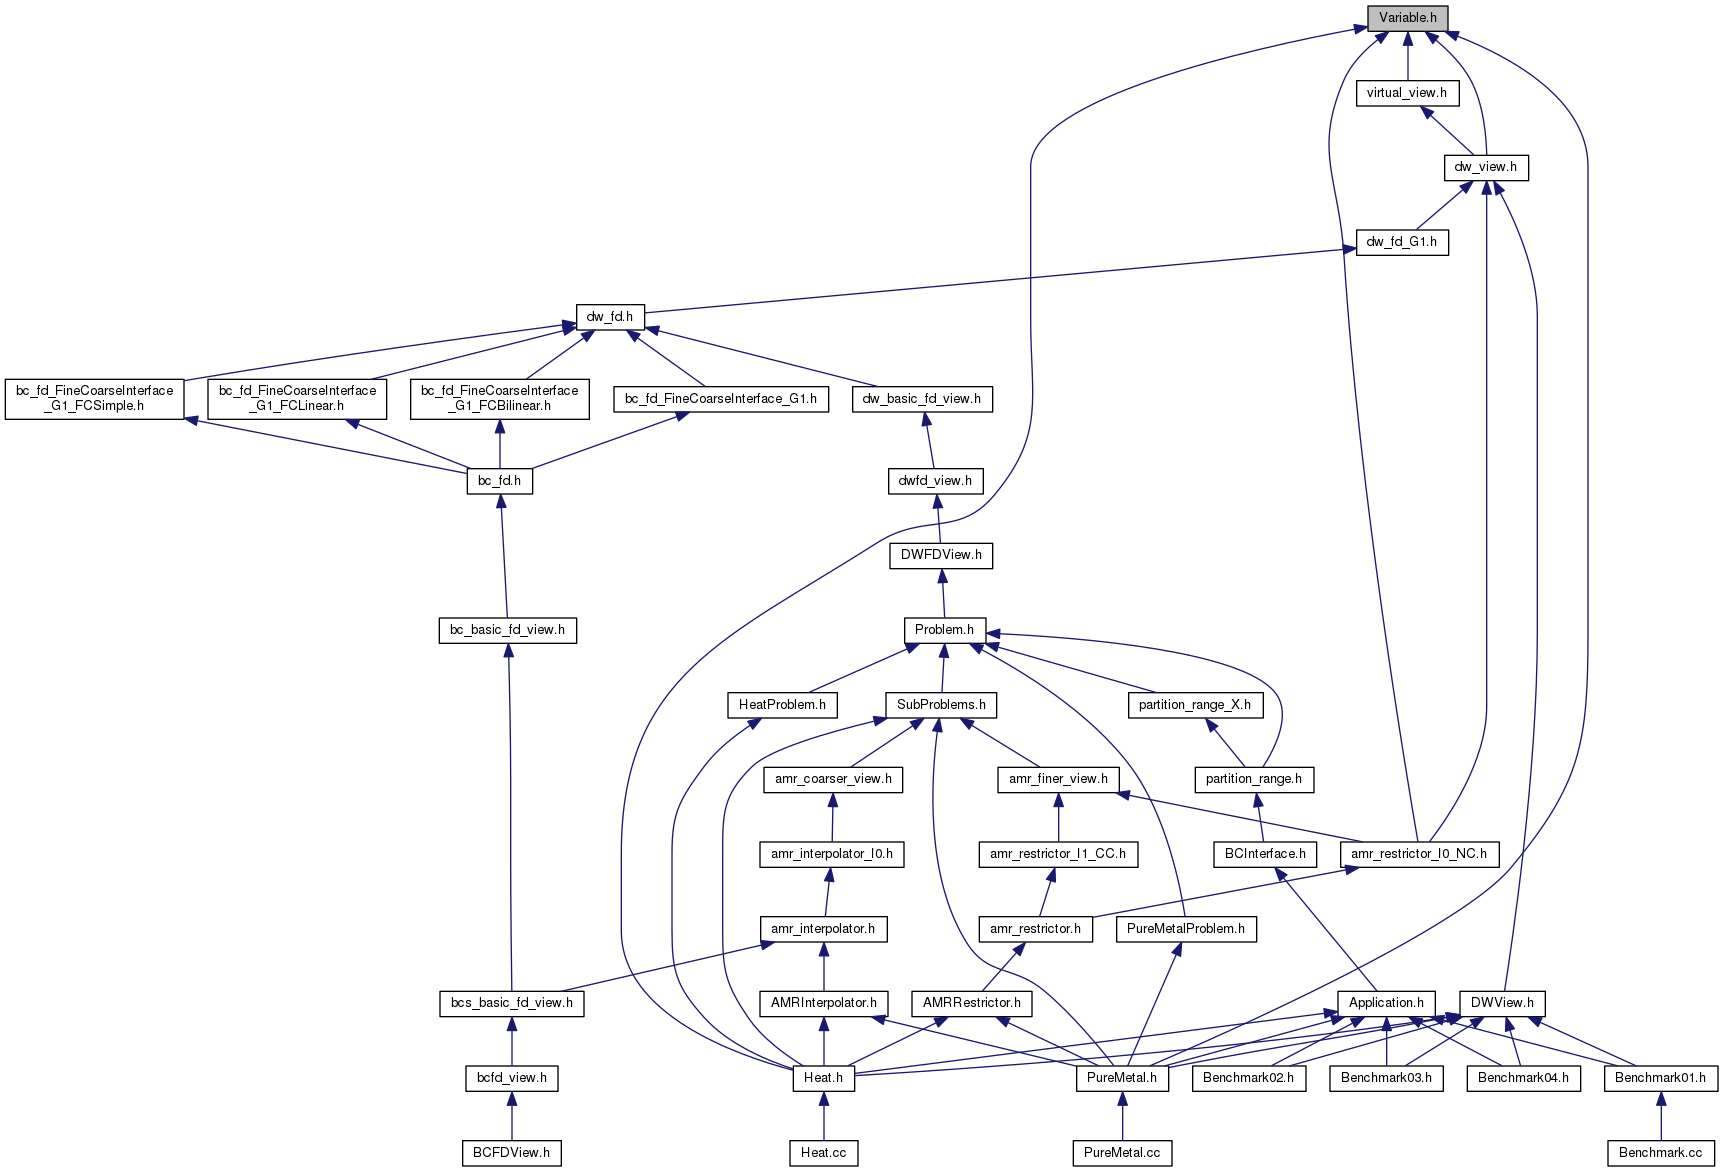 Variable.h
virtual_view.h
dw_view.h
dw_fd_G1.h
dw_fd.h
bc_fd_FineCoarseInterface
_G1_FCSimple.h
bc_fd_FineCoarseInterface
_G1_FCLinear.h
bc_fd_FineCoarseInterface
_G1_FCBilinear.h
bc_fd_FineCoarseInterface_G1.h
dw_basic_fd_view.h
bc_fd.h
dwfd_view.h
DWFDView.h
bc_basic_fd_view.h
Problem.h
HeatProblem.h
SubProblems.h
partition_range_X.h
amr_coarser_view.h
amr_finer_view.h
partition_range.h
amr_interpolator_I0.h
amr_restrictor_I1_CC.h
BCInterface.h
amr_restrictor_I0_NC.h
amr_interpolator.h
amr_restrictor.h
PureMetalProblem.h
bcs_basic_fd_view.h
AMRInterpolator.h
AMRRestrictor.h
Application.h
DWView.h
bcfd_view.h
Heat.h
PureMetal.h
Benchmark02.h
Benchmark03.h
Benchmark04.h
Benchmark01.h
BCFDView.h
Heat.cc
PureMetal.cc
Benchmark.cc